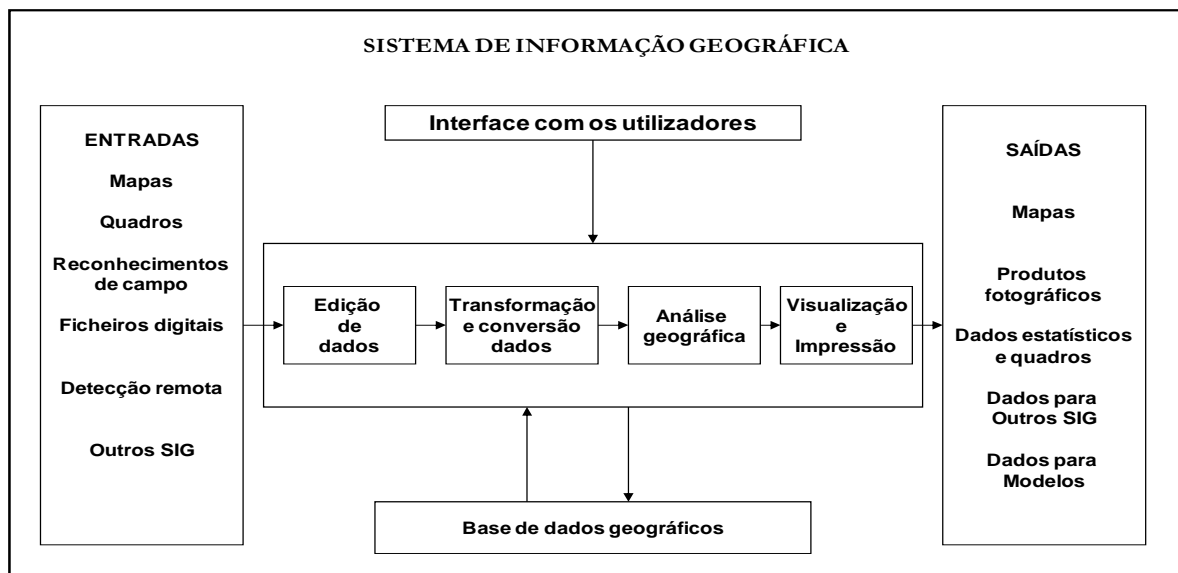 SISTEMA DE INFORMAÇÃO GEOGRÁFICA
ENTRADAS
Mapas
Quadros
Reconhecimentos
de campo
Ficheiros digitais
Detecção remota
Outros SIG
Interface com os utilizadores
Edição
de
dados
Transformação
e conversão
dados
Análise
geográfica
Visualização
e
Impressão
Base de dados geográficos
SAÍDAS
Mapas
Produtos
fotográficos
Dados estatísticos
e quadros
Dados para
Outros SIG
Dados para
Modelos